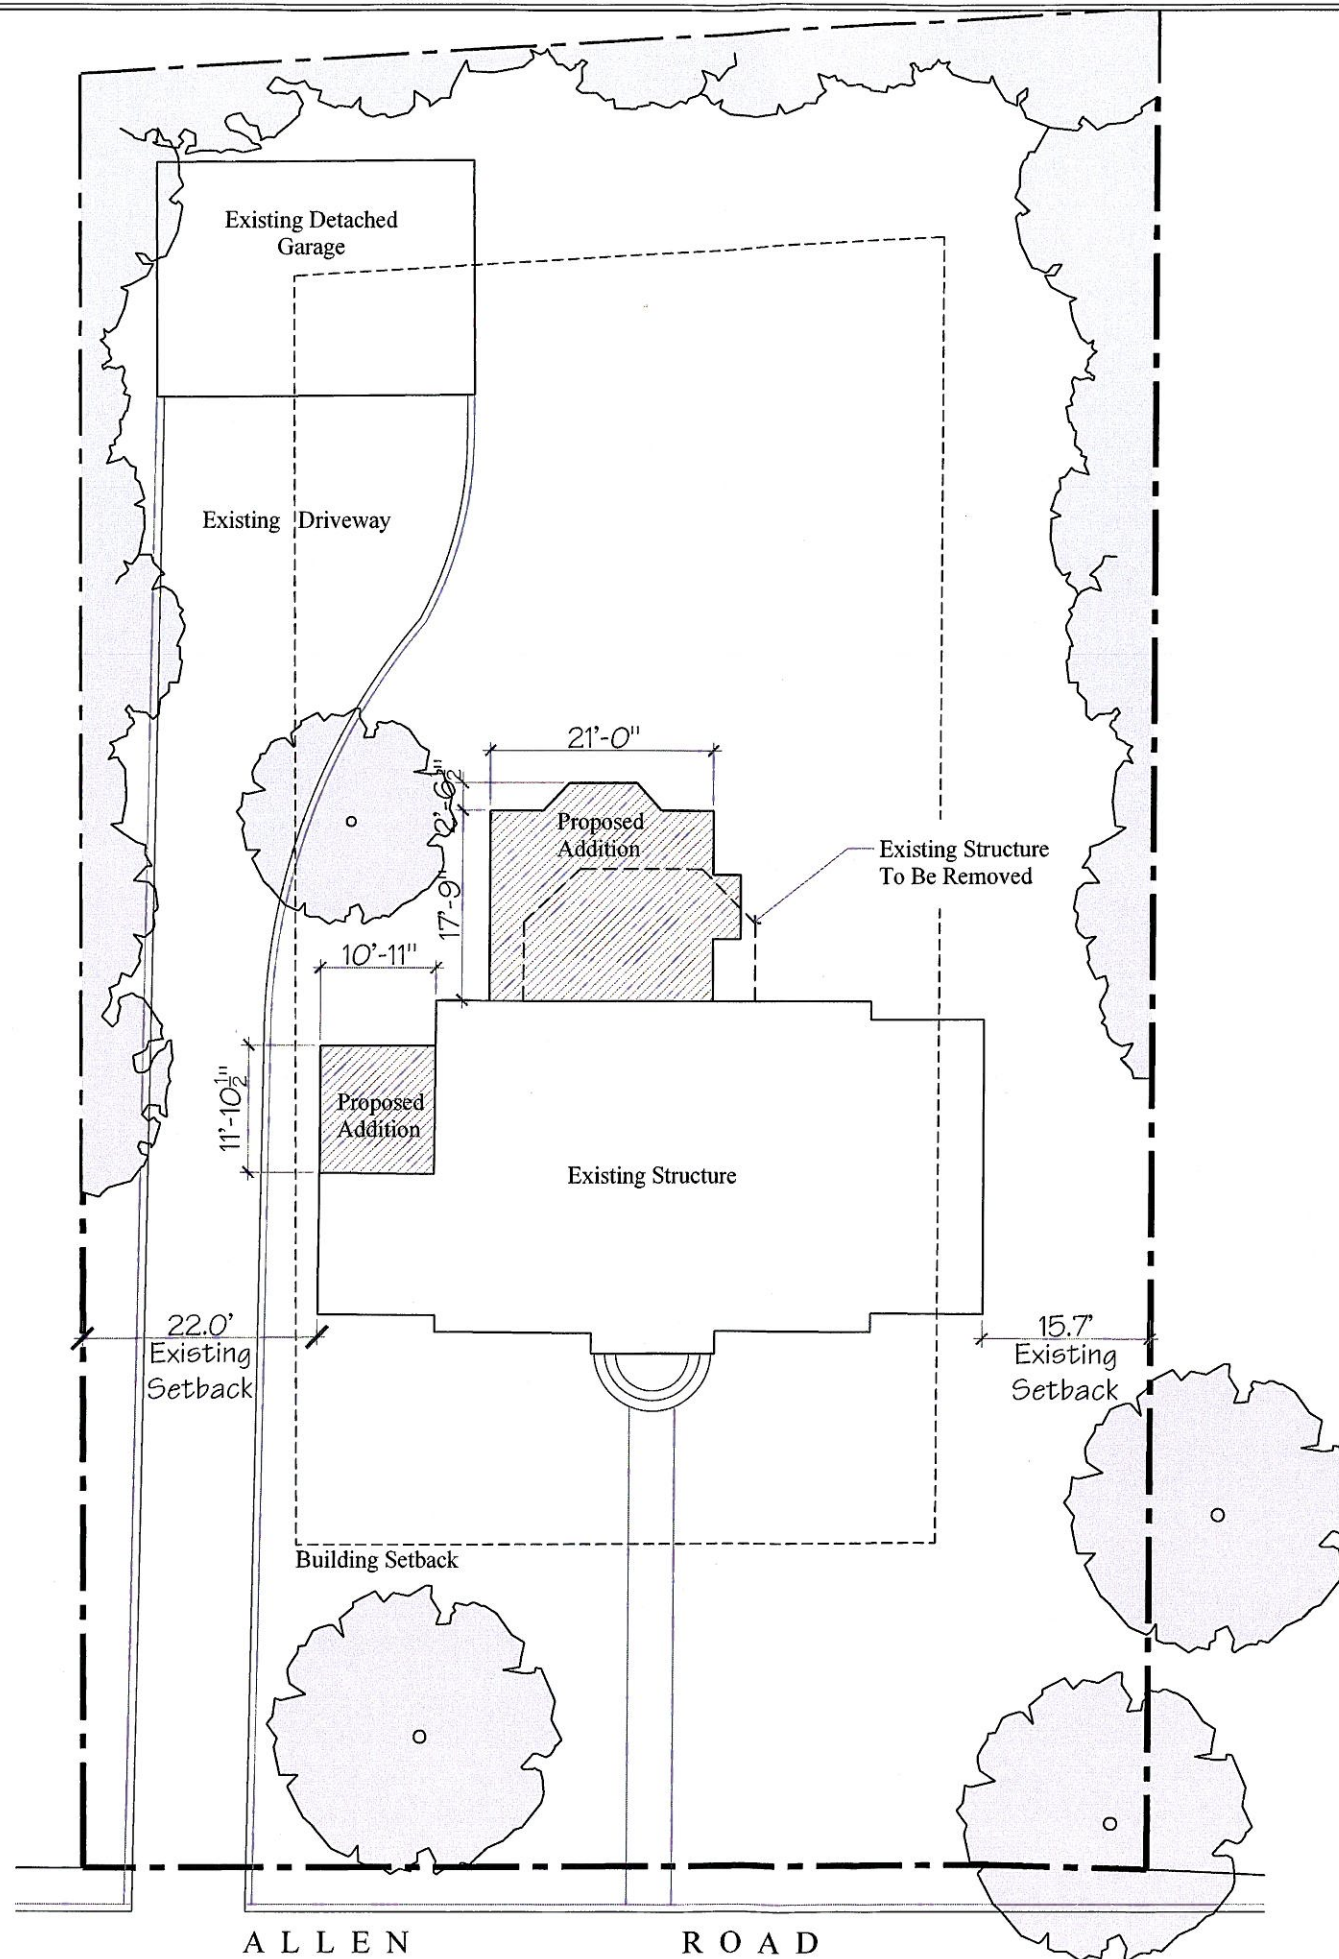 Existing Detached
Garage
Existing Driveway
21'-0"
2'-6½"
Proposed
Addition
Existing Structure
To Be Removed
17'-9"
10'-11"
11'-10½"
Proposed
Addition
Existing Structure
22.0'
Existing
Setback
15.7'
Existing
Setback
Building Setback
ALLEN ROAD